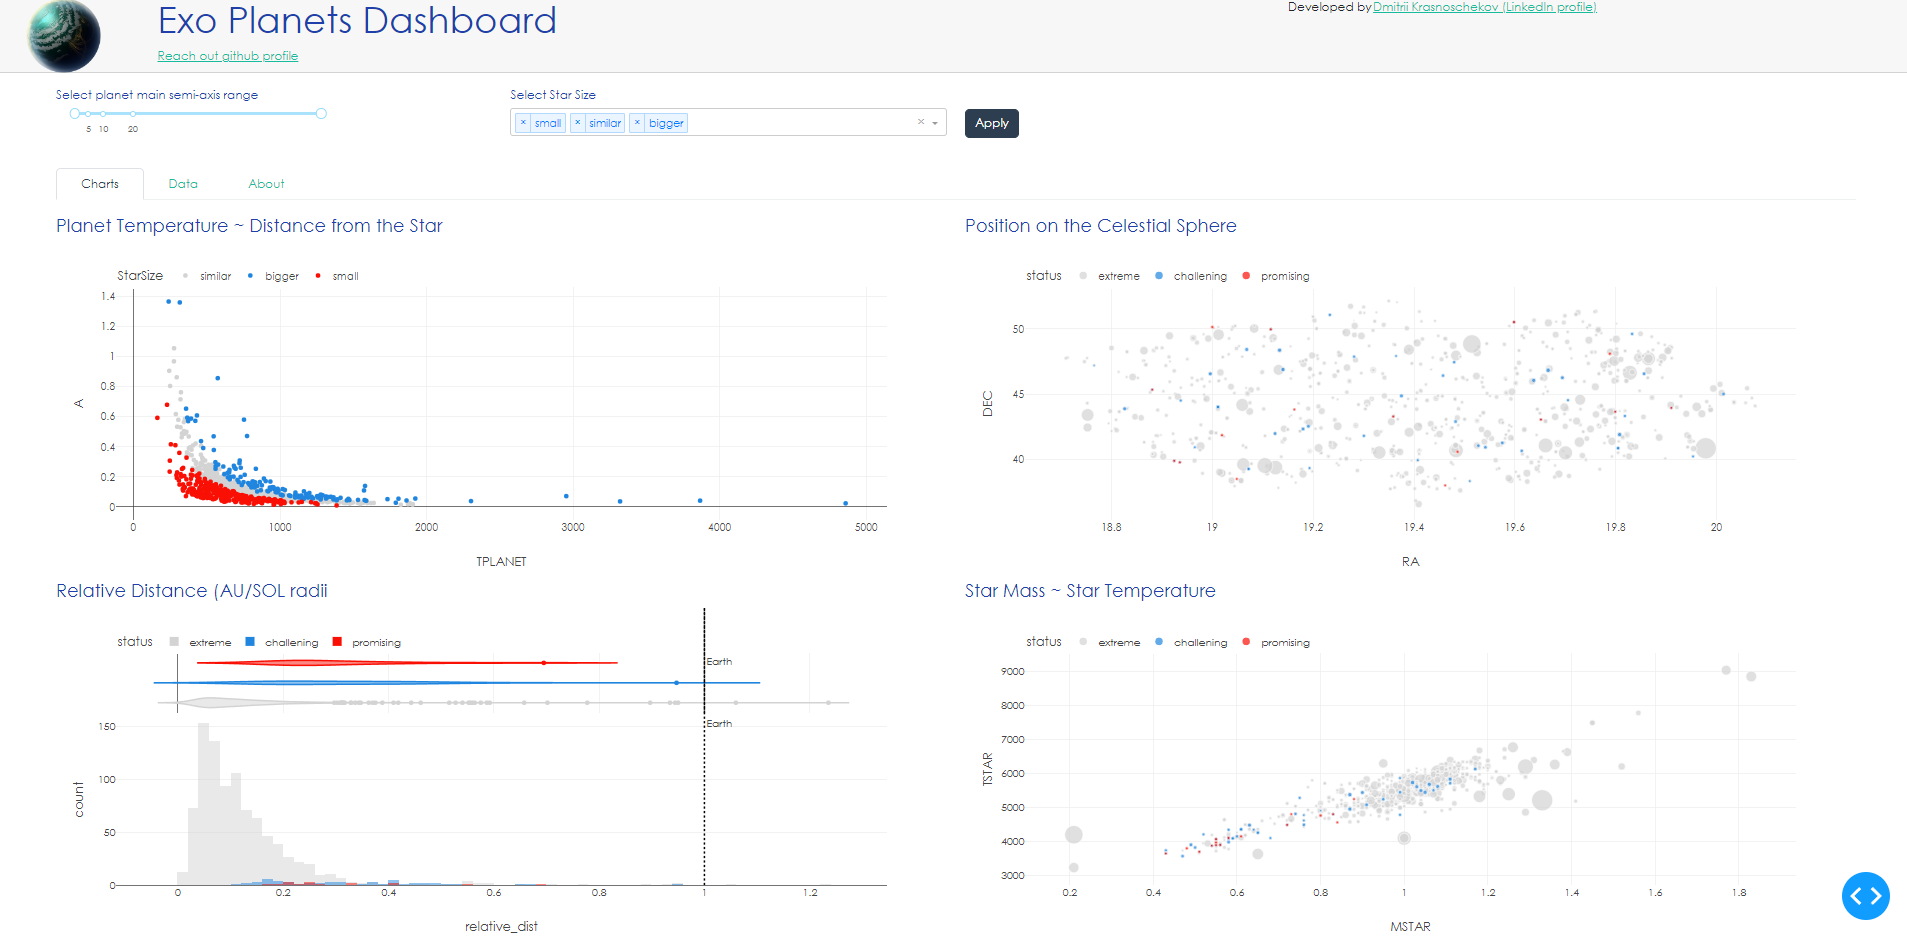 Exo Planets Dashboard
Reach out github profile
Developed by Dmitrii Krasnoschekov (LinkedIn profile)
Select planet main semi-axis range
5 10 20
Select Star Size
× small × similar × bigger ×
Apply
Charts Data About
Planet Temperature ~ Distance from the Star
StarSize similar bigger small
A
1.4
1.2
1
0.8
0.6
0.4
0.2
0
0 1000 2000 3000 4000 5000
TPLANET
Position on the Celestial Sphere
status extreme challening promising
DEC
50
45
40
18.8 19 19.2 19.4 19.6 19.8 20
RA
Relative Distance (AU/SOL radii
status extreme challening promising
Earth
Earth
count
150
100
50
0
0 0.2 0.4 0.6 0.8 1 1.2
relative_dist
Star Mass ~ Star Temperature
status extreme challening promising
TSTAR
9000
8000
7000
6000
5000
4000
3000
0.2 0.4 0.6 0.8 1 1.2 1.4 1.6 1.8
MSTAR